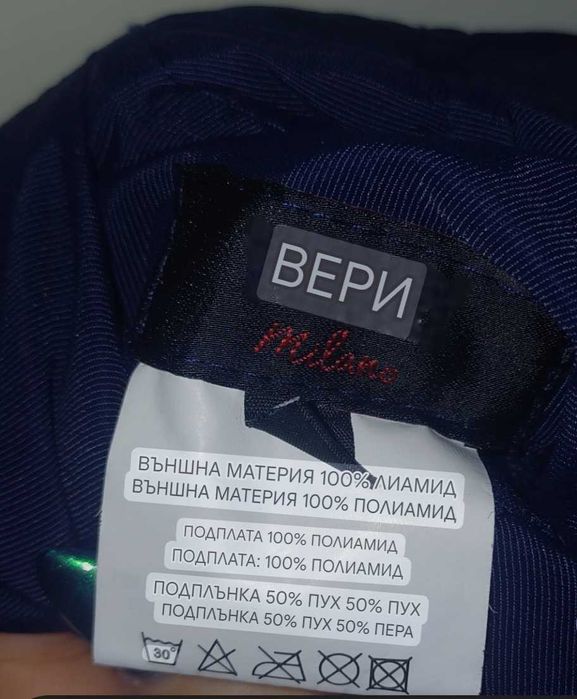 ВЕРИ
milano
ВЪНШНА МАТЕРИЯ 100% ЛИАМИД
ВЪНШНА МАТЕРИЯ 100% ПОЛИАМИД
ПОДПЛАТА 100% ПОЛИАМИД
ПОДПЛАТА: 100% ПОЛИАМИД
ПОДПЛЪНКА 50% ПУХ 50% ПУХ
ПОДПЛЪНКА 50% ПУХ 50% ПЕРА
30°